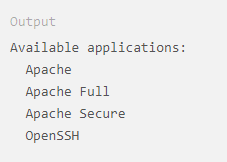 Output
Available applications:
Apache
Apache Full
Apache Secure
OpenSSH